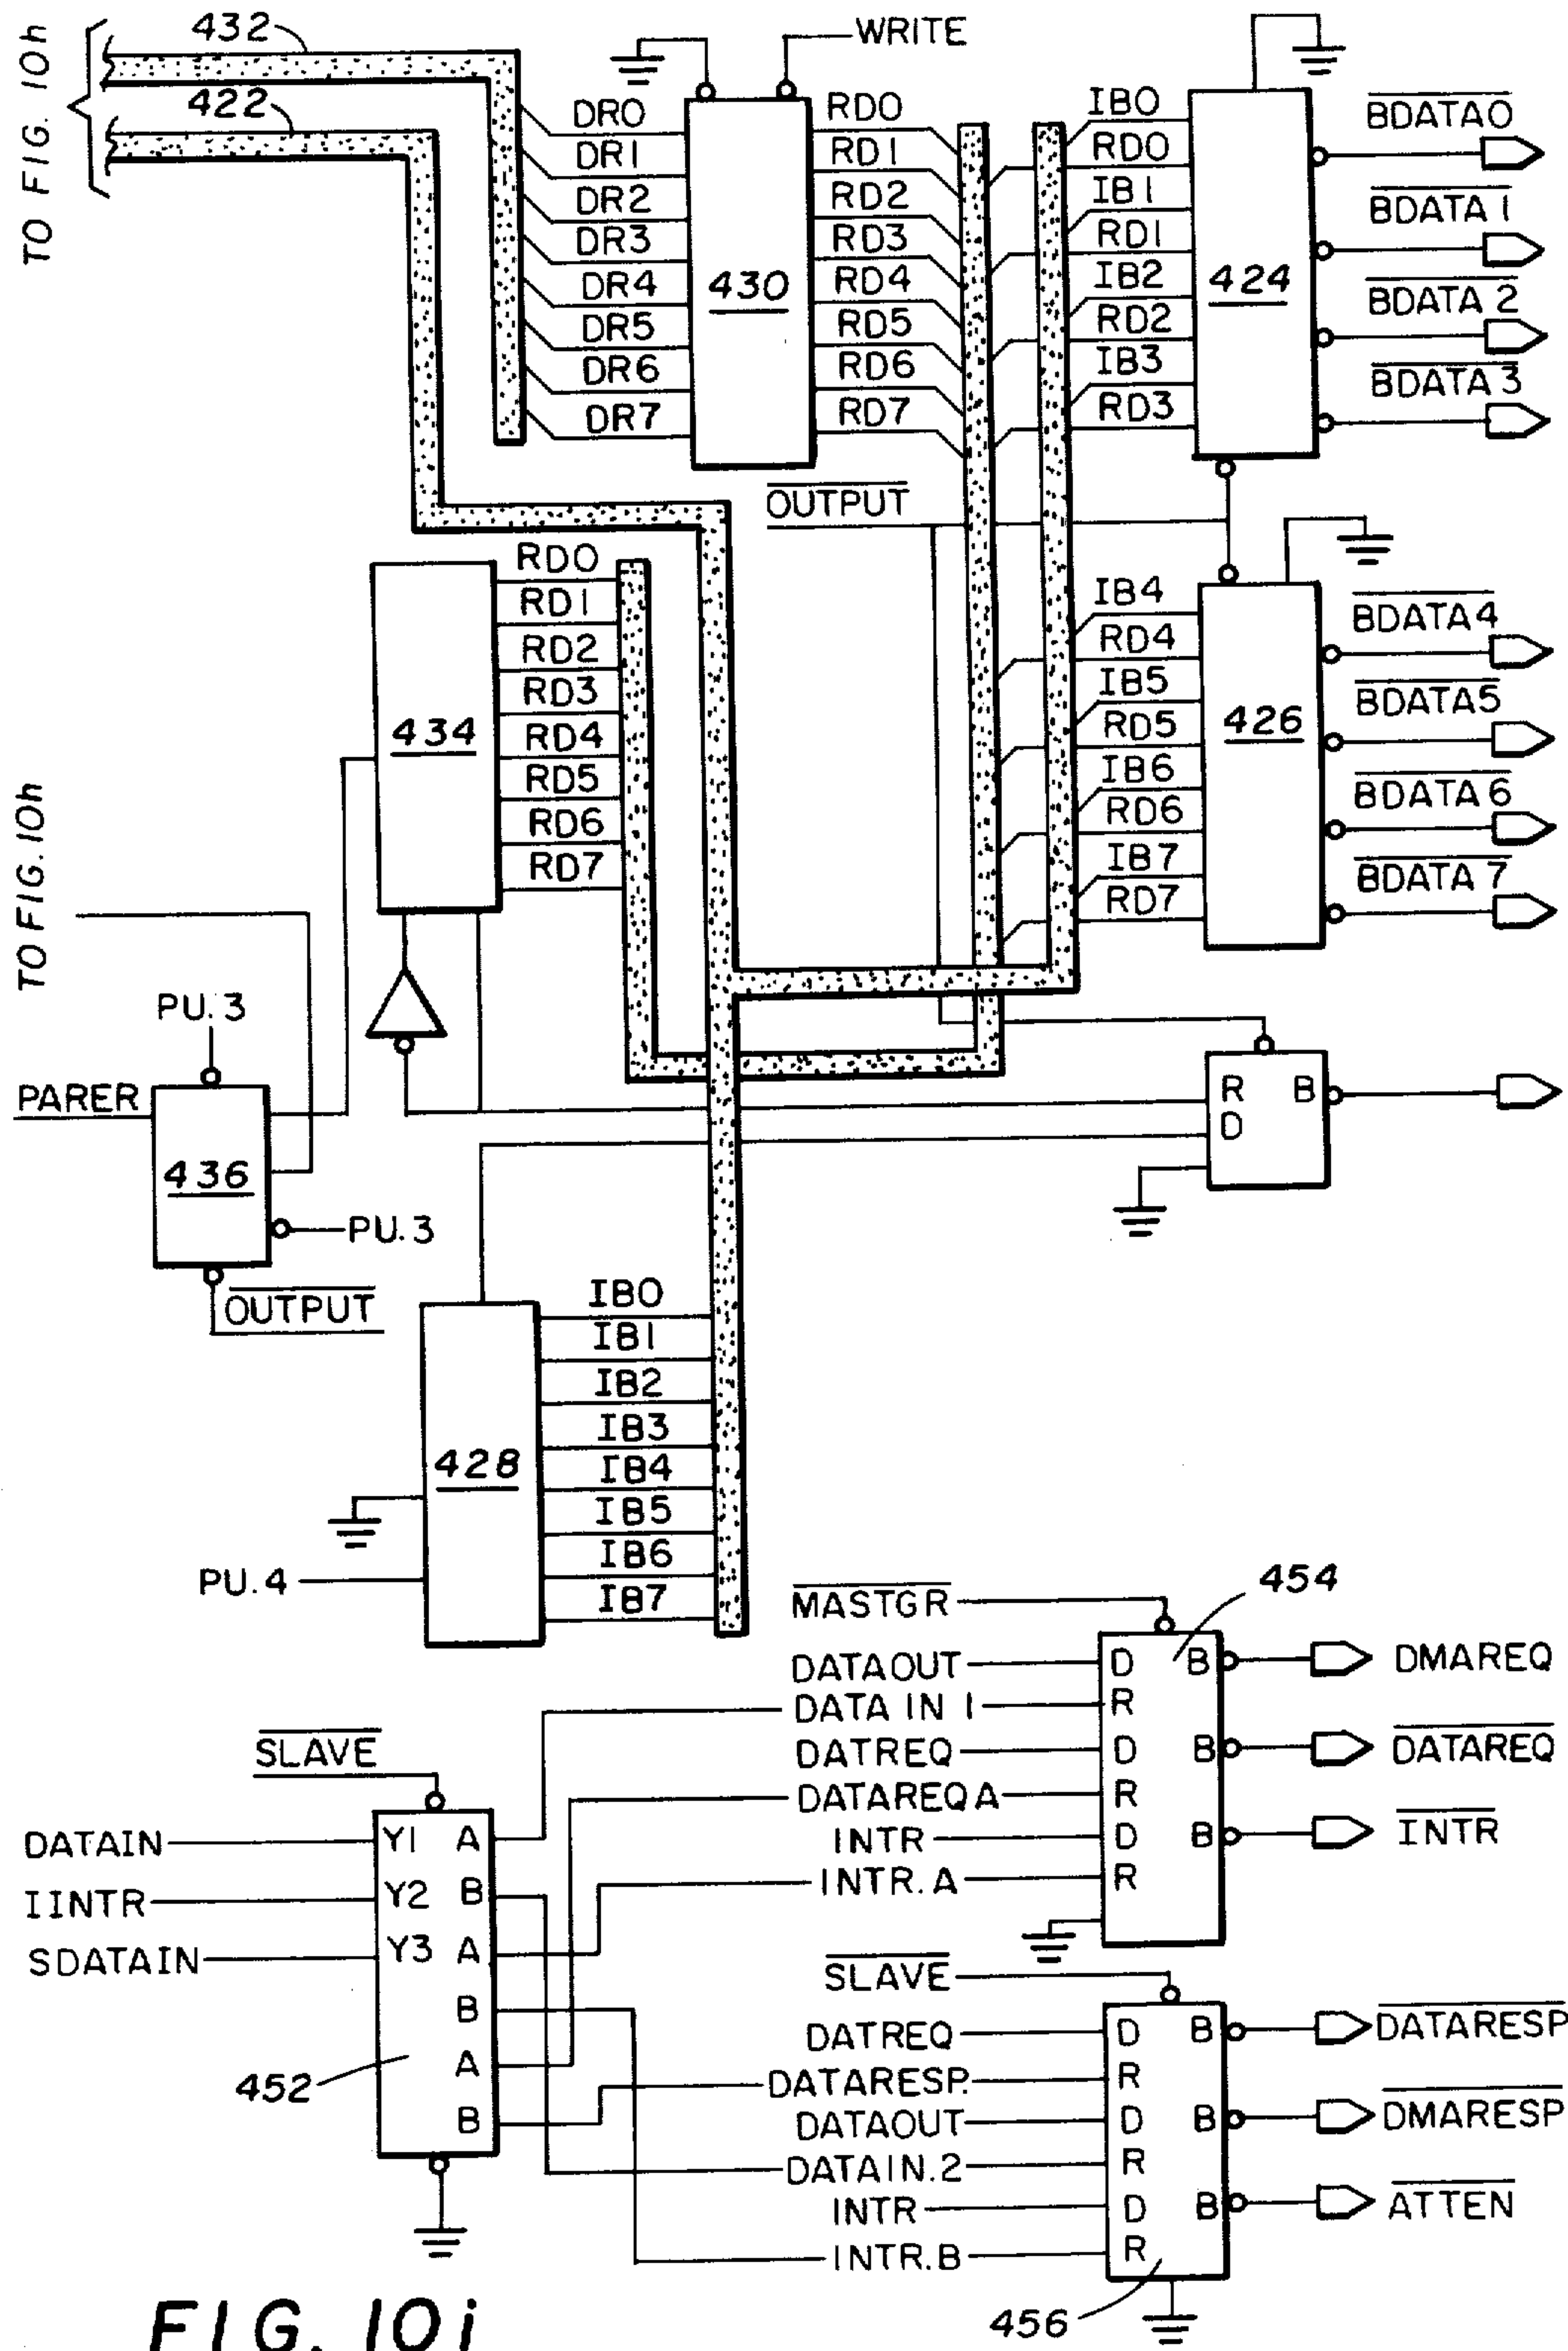 TO FIG. 10h
432
422
WRITE
DR0
DR1
DR2
DR3
DR4
DR5
DR6
DR7
430
RD0
RD1
RD2
RD3
RD4
RD5
RD6
RD7
IB0
RD0
IB1
RD1
IB2
RD2
IB3
RD3
424
BDATA0
BDATA1
BDATA2
BDATA3
OUTPUT
434
RD0
RD1
RD2
RD3
RD4
RD5
RD6
RD7
IB4
RD4
IB5
RD5
IB6
RD6
IB7
RD7
426
BDATA4
BDATA5
BDATA6
BDATA7
TO FIG. 10h
PU.3
PARER
436
PU.3
OUTPUT
R B
D
428
IB0
IB1
IB2
IB3
IB4
IB5
IB6
IB7
PU.4
MASTGR
454
DATAOUT
DATA IN 1
DATREQ
DATAREQ A
INTR
INTR.A
D B
R
D B
R
D B
R
DMAREQ
DATAREQ
INTR
SLAVE
DATAIN
IINTR
SDATAIN
Y1 A
Y2 B
Y3 A
B
A
B
452
SLAVE
DATREQ
DATARESP.
DATAOUT
DATAIN.2
INTR
INTR.B
D B
R
D B
R
D B
R
456
DATARESP
DMARESP
ATTEN
FIG. 10i